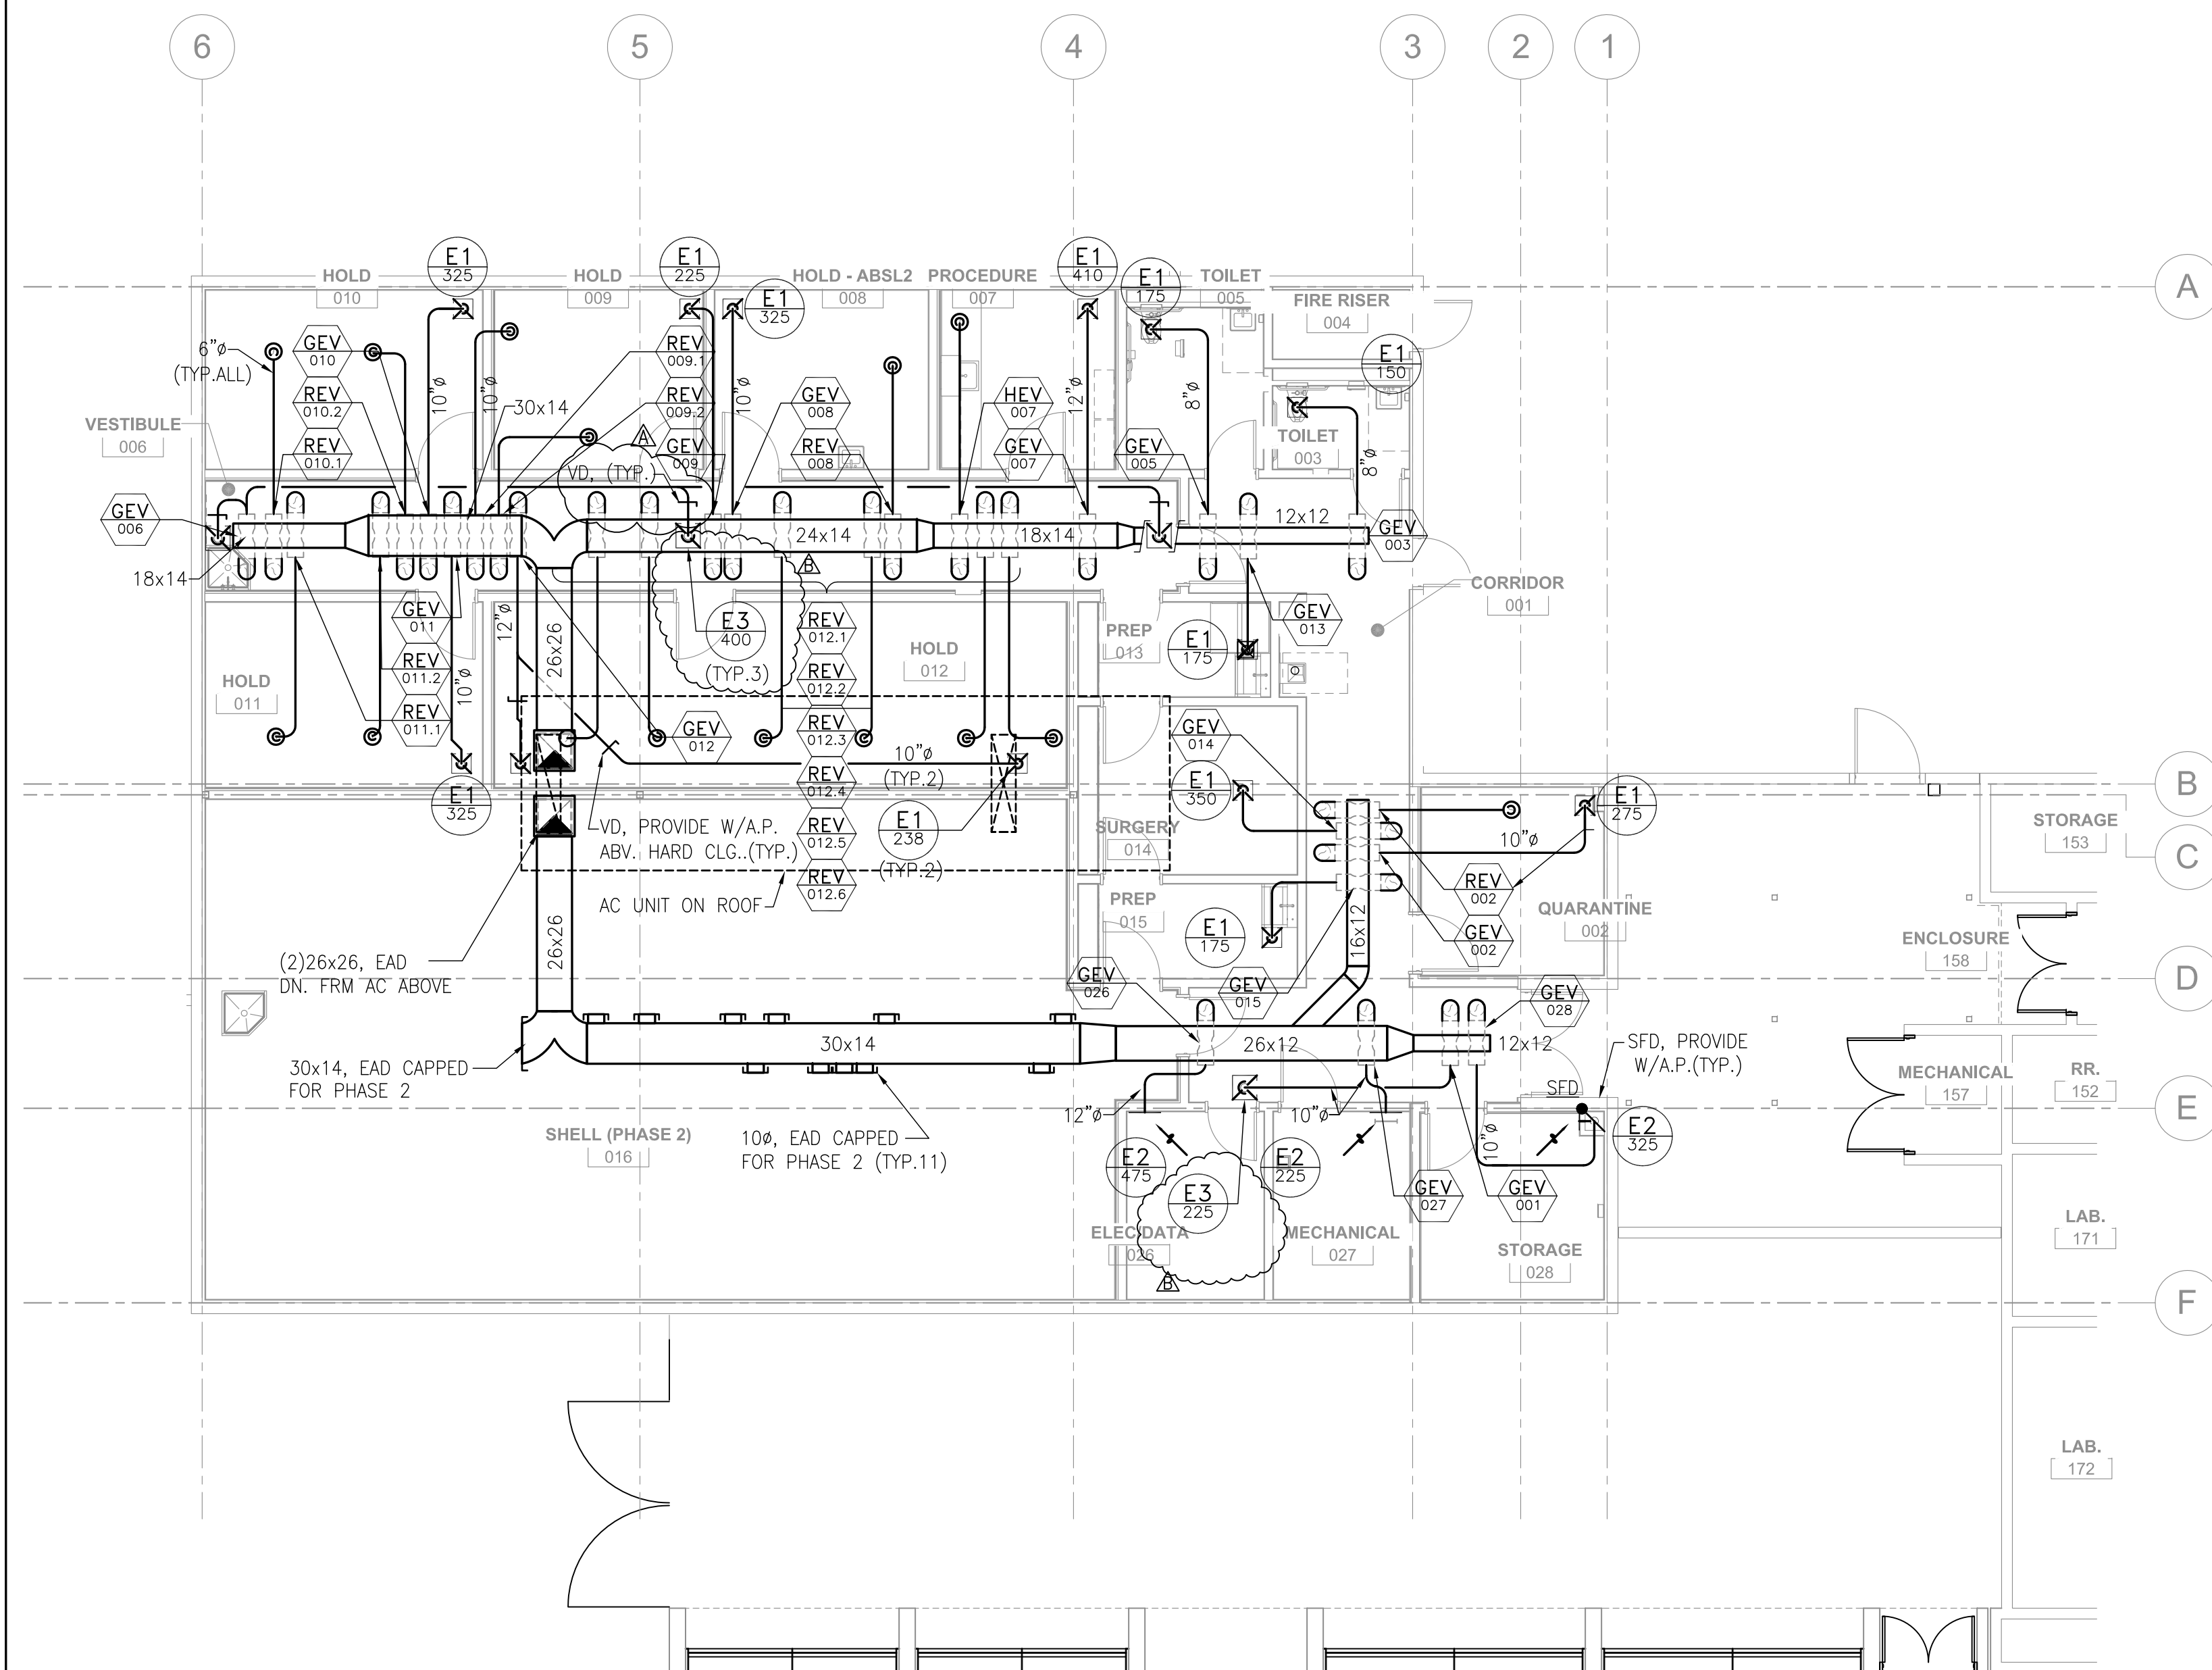 6
5
4
3
2
1
A
B
C
D
E
F
HOLD
010
HOLD
009
HOLD - ABSL2
008
PROCEDURE
007
TOILET
005
FIRE RISER
004
E1
325
E1
225
E1
325
E1
410
E1
175
E1
150
6"ø
(TYP.ALL)
GEV
010
REV
010.2
REV
010.1
10"ø
10"ø
30x14
REV
009.1
REV
009.2
GEV
009
10"ø
GEV
008
REV
008
HEV
007
GEV
007
12"ø
GEV
005
8"ø
TOILET
003
8"ø
VESTIBULE
006
A
VD, (TYP.)
GEV
006
18x14
24x14
18x14
12x12
GEV
003
B
CORRIDOR
001
GEV
011
REV
011.2
REV
011.1
10"ø
12"ø
26x26
E3
400
(TYP.3)
REV
012.1
REV
012.2
REV
012.3
REV
012.4
REV
012.5
REV
012.6
HOLD
012
PREP
013
E1
175
GEV
013
HOLD
011
GEV
012
10"ø
(TYP.2)
GEV
014
E1
350
E1
325
VD, PROVIDE W/A.P.
ABV. HARD CLG..(TYP.)
E1
238
(TYP.2)
SURGERY
014
E1
275
10"ø
STORAGE
153
AC UNIT ON ROOF
PREP
015
REV
002
QUARANTINE
002
GEV
002
E1
175
16x12
ENCLOSURE
158
26x26
(2)26x26, EAD
DN. FRM AC ABOVE
GEV
026
GEV
015
GEV
028
30x14
26x12
12x12
SFD, PROVIDE
W/A.P.(TYP.)
30x14, EAD CAPPED
FOR PHASE 2
MECHANICAL
157
RR.
152
SFD
12"ø
10"ø
10"ø
SHELL (PHASE 2)
016
10ø, EAD CAPPED
FOR PHASE 2 (TYP.11)
E2
475
E3
225
E2
225
E2
325
GEV
027
GEV
001
ELEC/DATA
026
B
MECHANICAL
027
STORAGE
028
LAB.
171
LAB.
172